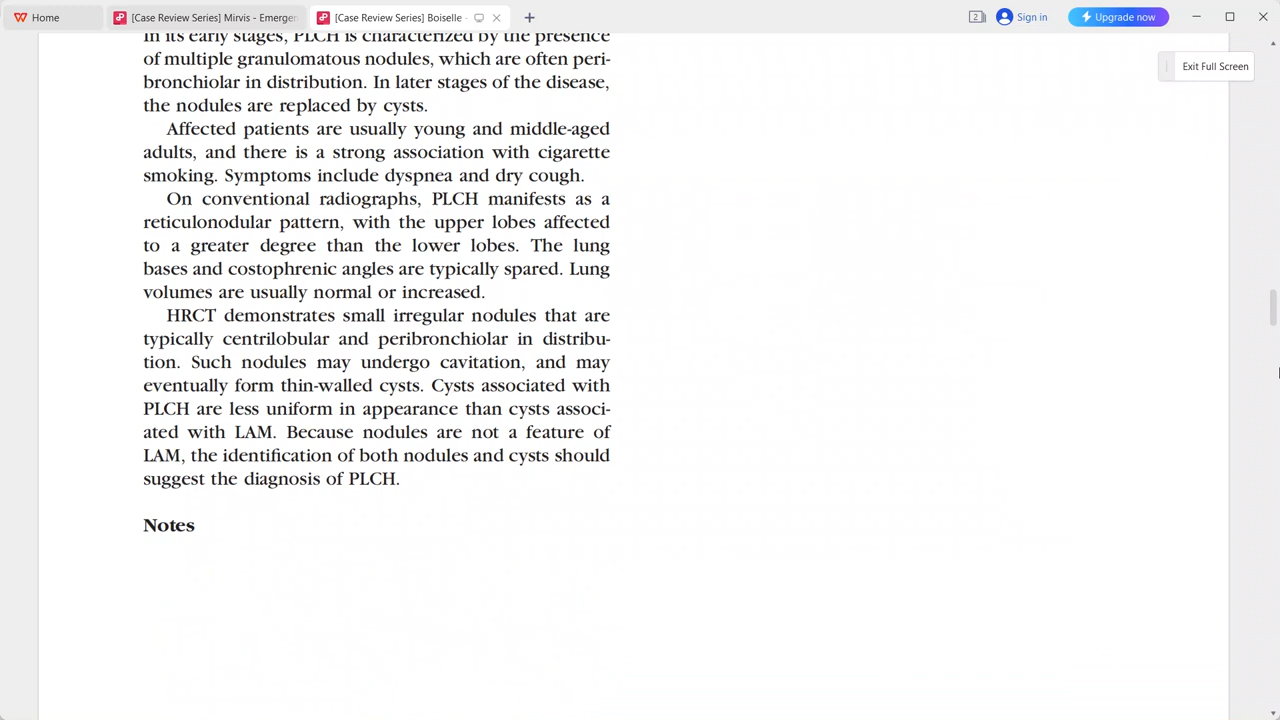 Home
[Case Review Series] Mirvis - Emergen
[Case Review Series] Boiselle -
2
Sign in
Upgrade now
Exit Full Screen
In its early stages, PLCH is characterized by the presence
of multiple granulomatous nodules, which are often peri-
bronchiolar in distribution. In later stages of the disease,
the nodules are replaced by cysts.
Affected patients are usually young and middle-aged
adults, and there is a strong association with cigarette
smoking. Symptoms include dyspnea and dry cough.
On conventional radiographs, PLCH manifests as a
reticulonodular pattern, with the upper lobes affected
to a greater degree than the lower lobes. The lung
bases and costophrenic angles are typically spared. Lung
volumes are usually normal or increased.
HRCT demonstrates small irregular nodules that are
typically centrilobular and peribronchiolar in distribu-
tion. Such nodules may undergo cavitation, and may
eventually form thin-walled cysts. Cysts associated with
PLCH are less uniform in appearance than cysts associ-
ated with LAM. Because nodules are not a feature of
LAM, the identification of both nodules and cysts should
suggest the diagnosis of PLCH.
Notes